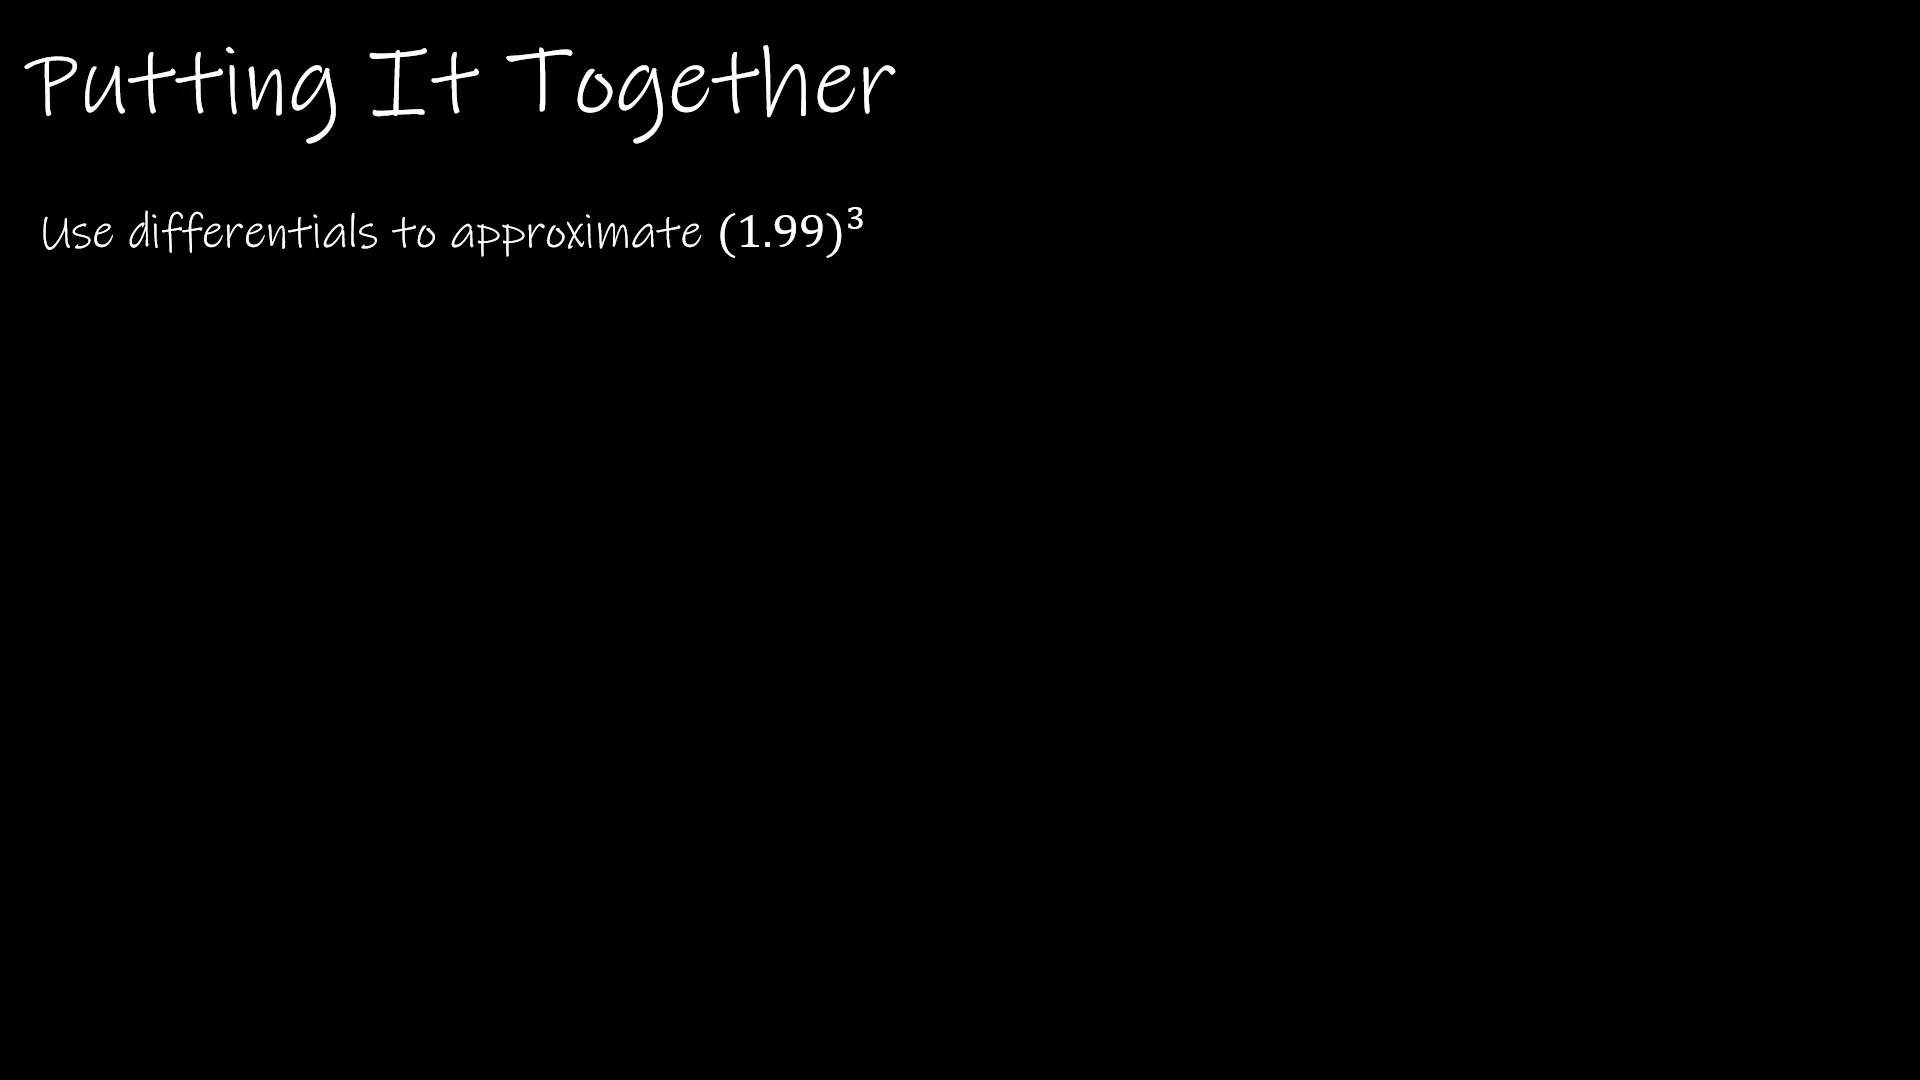 Putting It Together
Use differentials to approximate (1.99)³